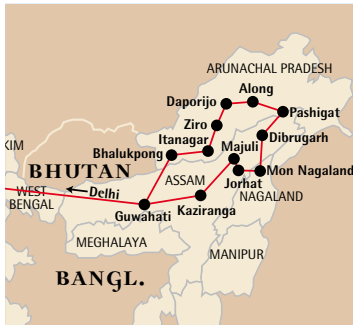 ARUNACHAL PRADESH
Along
Daporijo
Pashigat
Ziro
Dibrugarh
Itanagar
Majuli
Bhalukpong
KIM
BHUTAN
ASSAM
Mon Nagaland
Jorhat
WEST
BENGAL
Delhi
NAGALAND
Kaziranga
Guwahati
MEGHALAYA
MANIPUR
BANGL.